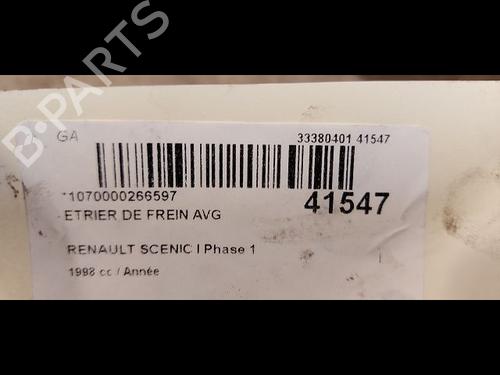 B-PARTS
GA
33380401 41547
*1070000266597
41547
ETRIER DE FREIN AVG
RENAULT SCENIC I Phase 1
1998 cc / Année